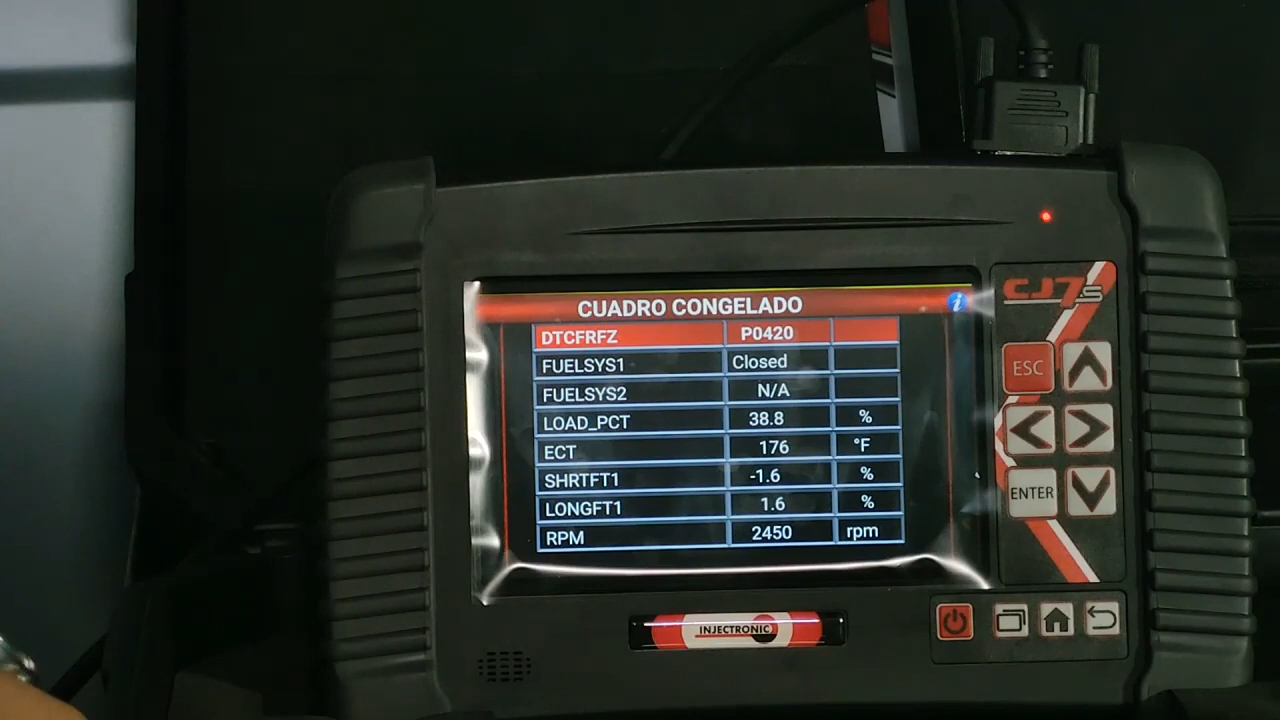 CJ7s
CUADRO CONGELADO i
DTCFRFZ P0420
FUELSYS1 Closed
FUELSYS2 N/A
LOAD_PCT 38.8 %
ECT 176 °F
SHRTFT1 -1.6 %
LONGFT1 1.6 %
RPM 2450 rpm
ESC
ENTER
INJECTRONIC